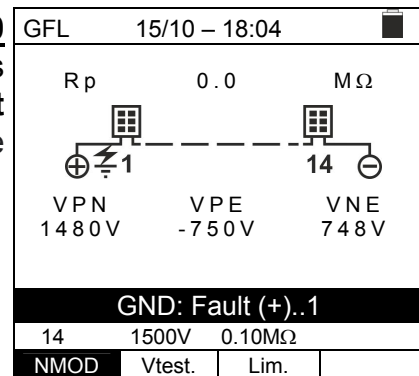 GFL 15/10 – 18:04
Rp 0.0 MΩ
1 14
VPN VPE VNE
1480V -750V 748V
GND: Fault (+)..1
14 1500V 0.10MΩ
NMOD Vtest. Lim.